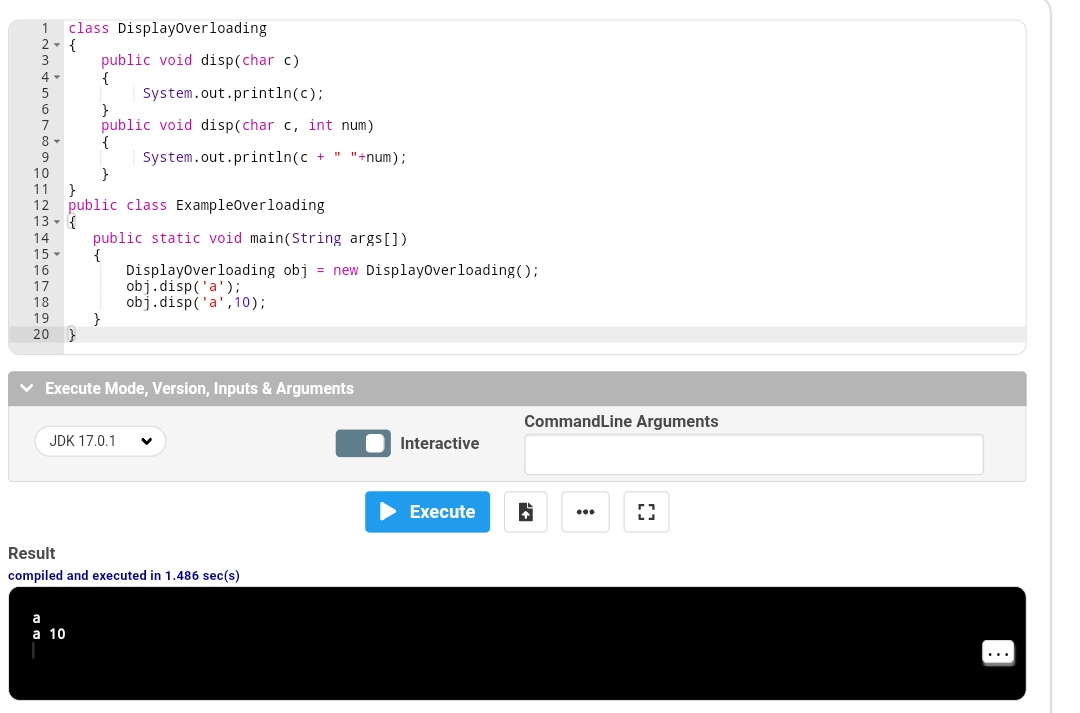 1 class DisplayOverloading
2 {
3 public void disp(char c)
4 {
5 System.out.println(c);
6 }
7 public void disp(char c, int num)
8 {
9 System.out.println(c + " "+num);
10 }
11 }
12 public class ExampleOverloading
13 {
14 public static void main(String args[])
15 {
16 DisplayOverloading obj = new DisplayOverloading();
17 obj.disp('a');
18 obj.disp('a',10);
19 }
20 }
Execute Mode, Version, Inputs & Arguments
CommandLine Arguments
JDK 17.0.1
Interactive
Execute
Result
compiled and executed in 1.486 sec(s)
a
a 10